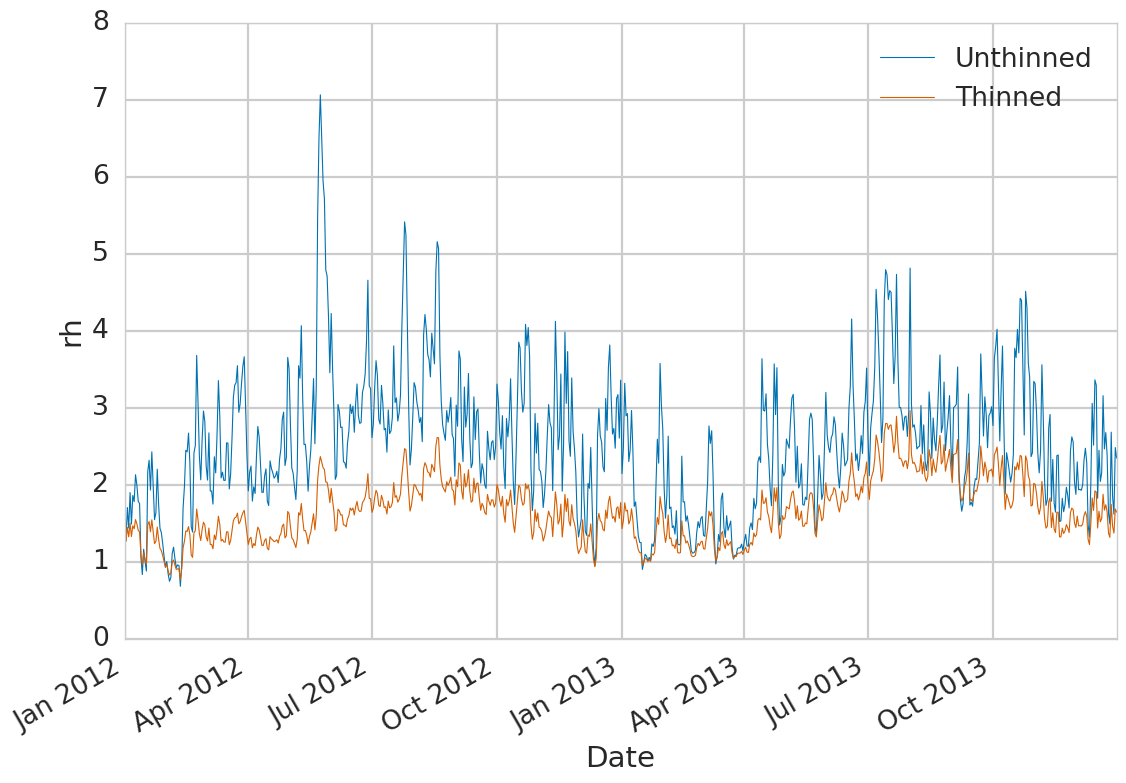 8
7
6
5
4
3
2
1
0
rh
Unthinned
Thinned
Jan 2012
Apr 2012
Jul 2012
Oct 2012
Jan 2013
Apr 2013
Jul 2013
Oct 2013
Date